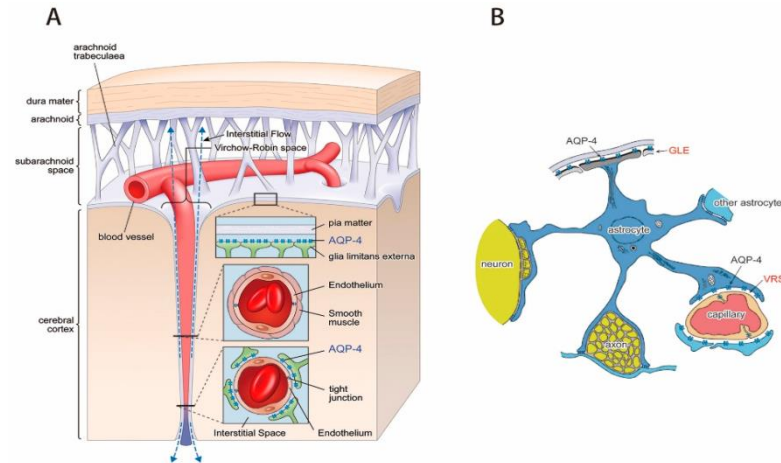 A
arachnoid
trabeculaea
dura mater
arachnoid
subarachnoid
space
blood vessel
cerebral
cortex
Interstitial Flow
Virchow-Robin space
pia matter
AQP-4
glia limitans externa
Endothelium
Smooth
muscle
AQP-4
tight
junction
Interstitial Space
Endothelium
B
AQP-4
GLE
other astrocyte
astrocyte
neuron
AQP-4
VRS
capillary
axon